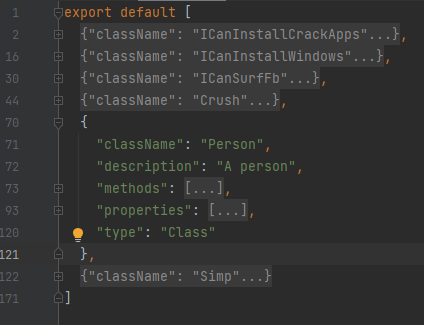 1 export default [
2 {"className": "ICanInstallCrackApps"...},
16 {"className": "ICanInstallWindows"...},
30 {"className": "ICanSurfFb"...},
44 {"className": "Crush"...},
70 {
71 "className": "Person",
72 "description": "A person",
73 "methods": [...],
93 "properties": [...],
120 "type": "Class"
121 },
122 {"className": "Simp"...}
171 ]